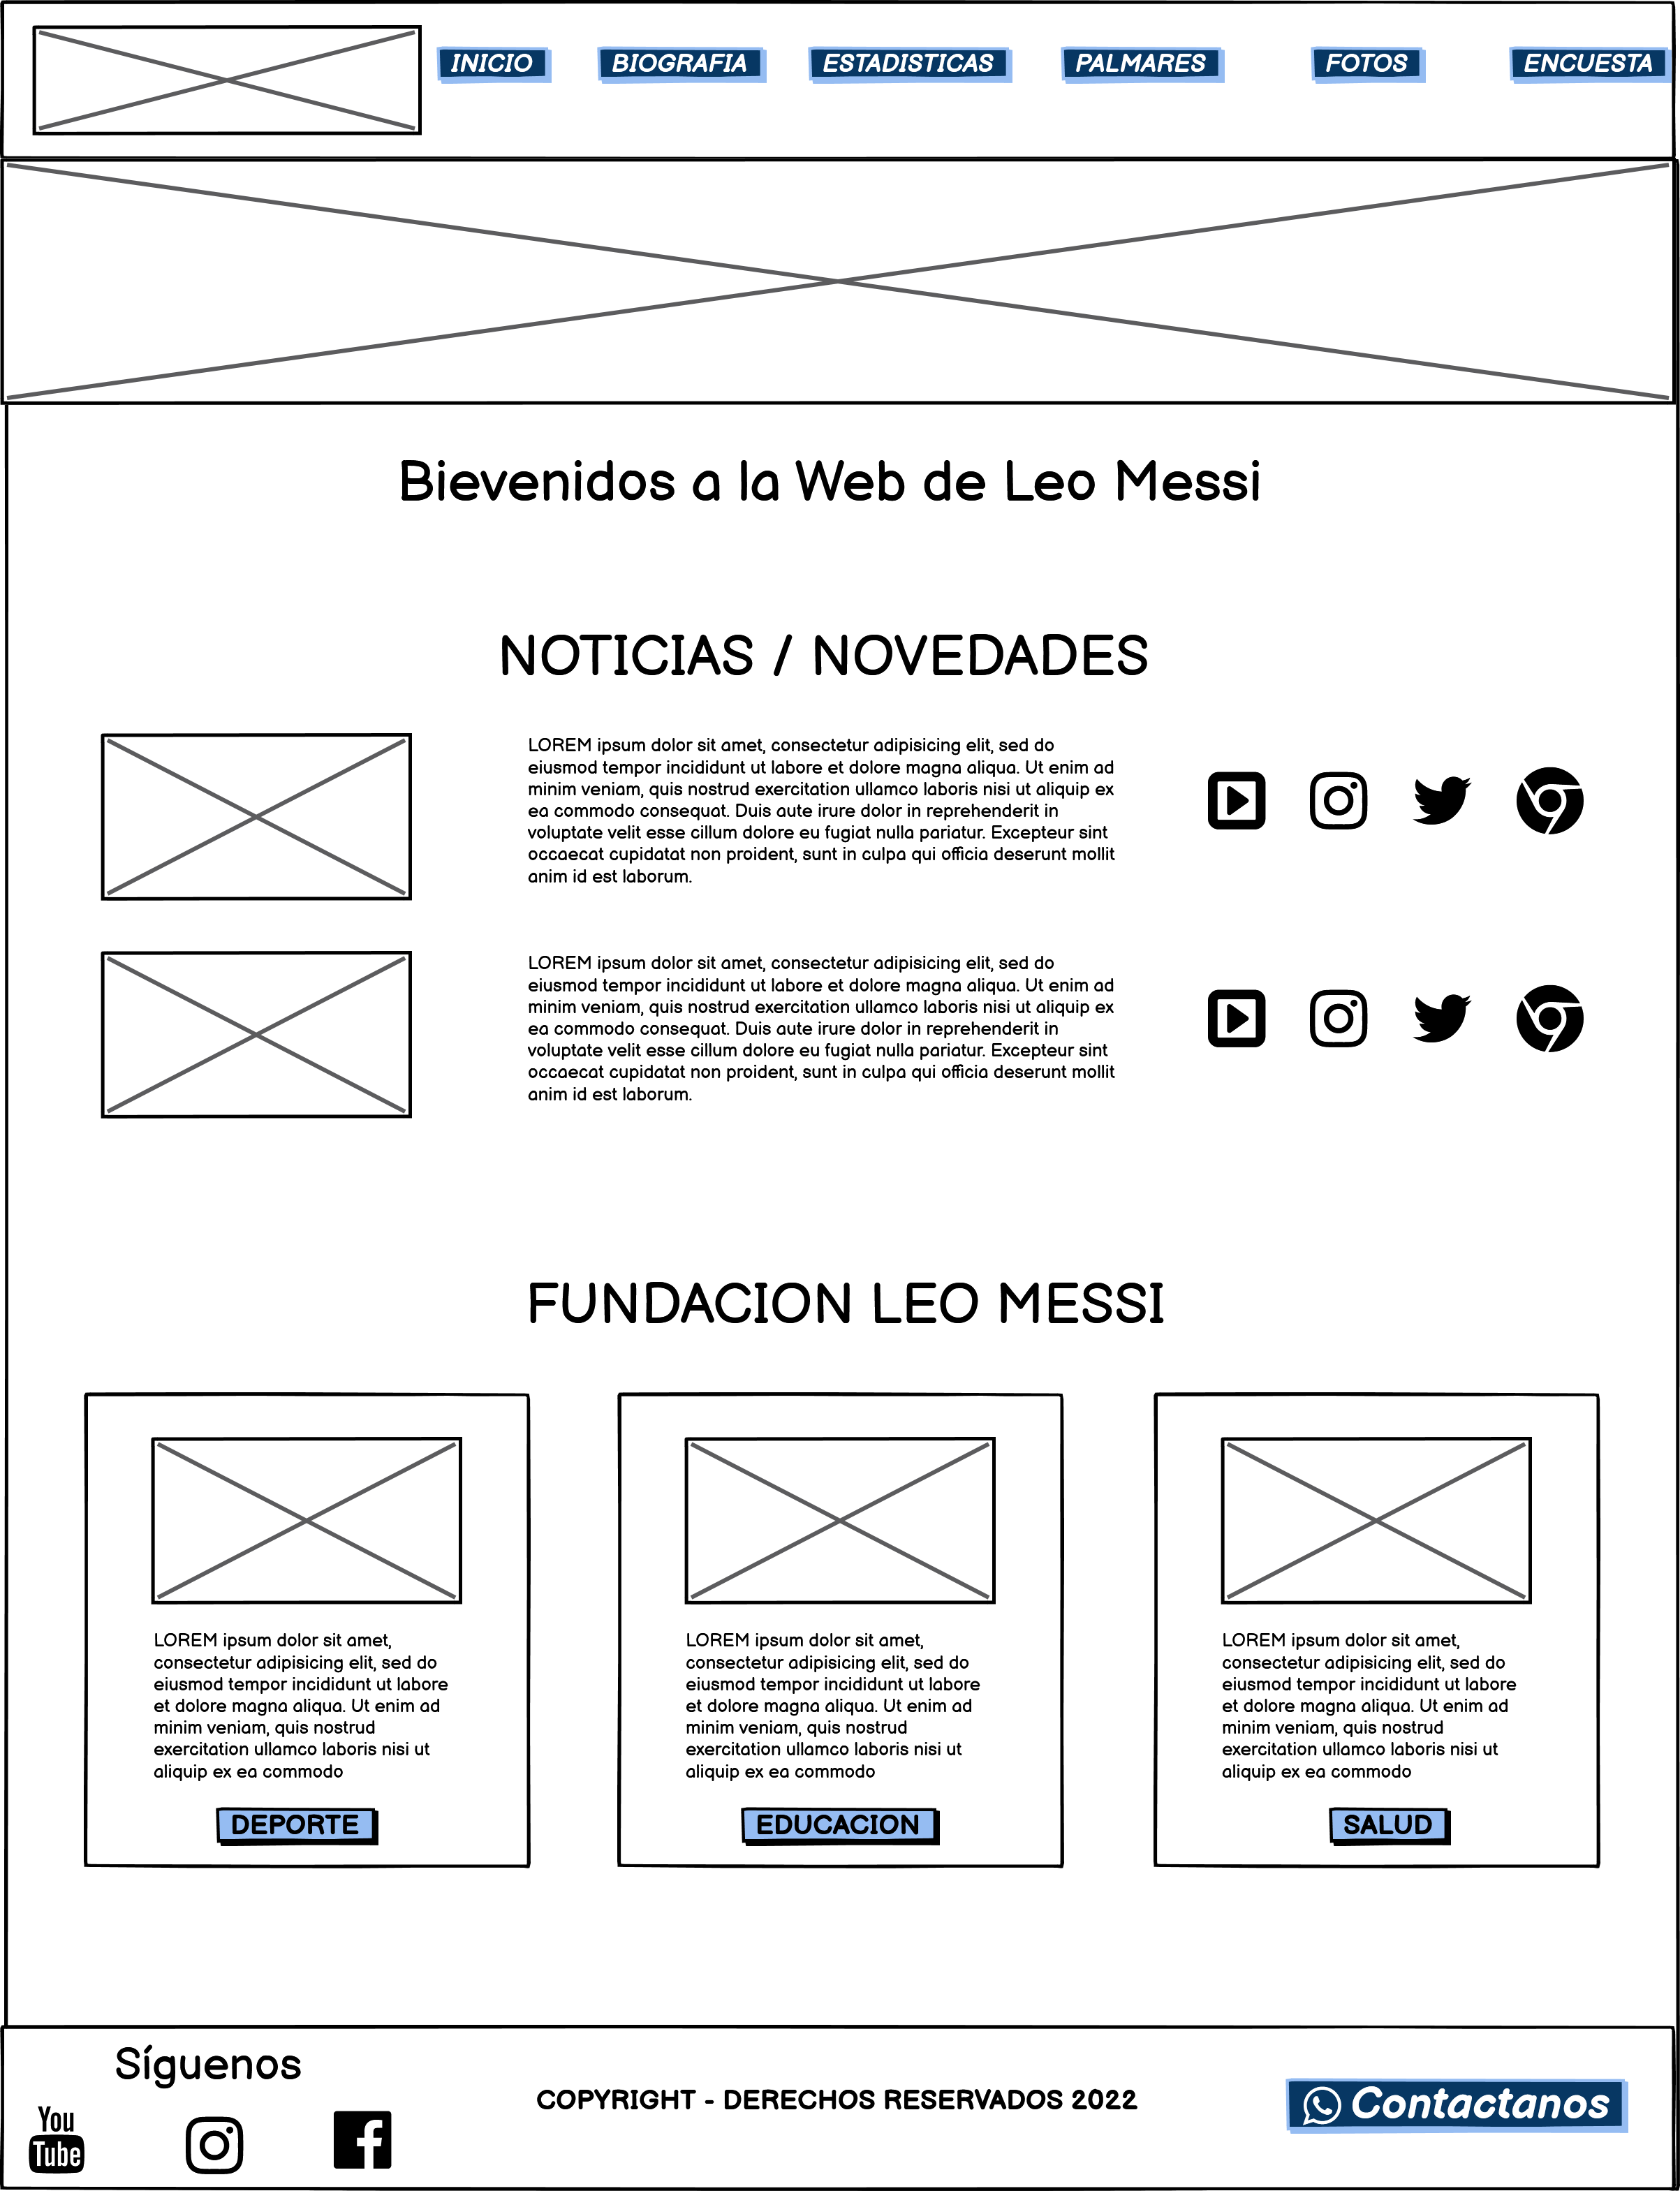 INICIO
BIOGRAFIA
ESTADISTICAS
PALMARES
FOTOS
ENCUESTA
Bievenidos a la Web de Leo Messi
NOTICIAS / NOVEDADES
LOREM ipsum dolor sit amet, consectetur adipisicing elit, sed do
eiusmod tempor incididunt ut labore et dolore magna aliqua. Ut enim ad
minim veniam, quis nostrud exercitation ullamco laboris nisi ut aliquip ex
ea commodo consequat. Duis aute irure dolor in reprehenderit in
voluptate velit esse cillum dolore eu fugiat nulla pariatur. Excepteur sint
occaecat cupidatat non proident, sunt in culpa qui officia deserunt mollit
anim id est laborum.
LOREM ipsum dolor sit amet, consectetur adipisicing elit, sed do
eiusmod tempor incididunt ut labore et dolore magna aliqua. Ut enim ad
minim veniam, quis nostrud exercitation ullamco laboris nisi ut aliquip ex
ea commodo consequat. Duis aute irure dolor in reprehenderit in
voluptate velit esse cillum dolore eu fugiat nulla pariatur. Excepteur sint
occaecat cupidatat non proident, sunt in culpa qui officia deserunt mollit
anim id est laborum.
FUNDACION LEO MESSI
LOREM ipsum dolor sit amet,
consectetur adipisicing elit, sed do
eiusmod tempor incididunt ut labore
et dolore magna aliqua. Ut enim ad
minim veniam, quis nostrud
exercitation ullamco laboris nisi ut
aliquip ex ea commodo
DEPORTE
LOREM ipsum dolor sit amet,
consectetur adipisicing elit, sed do
eiusmod tempor incididunt ut labore
et dolore magna aliqua. Ut enim ad
minim veniam, quis nostrud
exercitation ullamco laboris nisi ut
aliquip ex ea commodo
EDUCACION
LOREM ipsum dolor sit amet,
consectetur adipisicing elit, sed do
eiusmod tempor incididunt ut labore
et dolore magna aliqua. Ut enim ad
minim veniam, quis nostrud
exercitation ullamco laboris nisi ut
aliquip ex ea commodo
SALUD
Síguenos
You
Tube
COPYRIGHT - DERECHOS RESERVADOS 2022
Contactanos